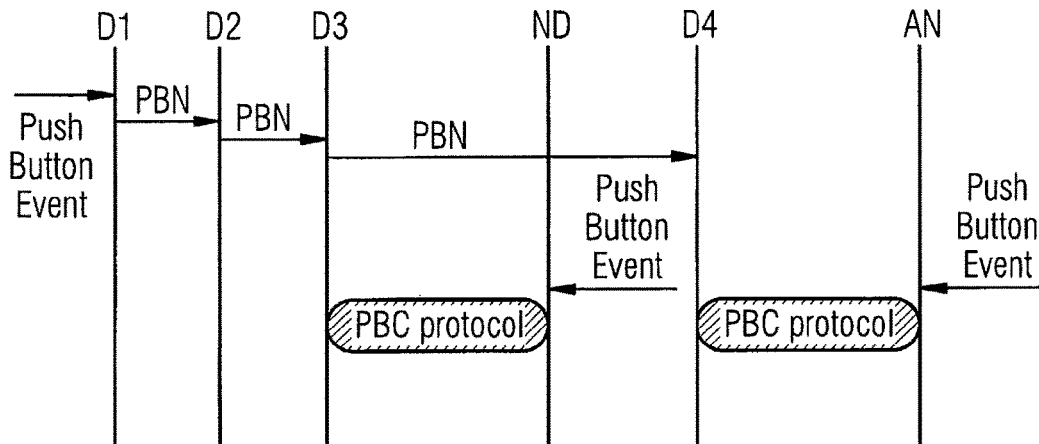 D1 D2 D3 ND D4 AN
PBN
PBN
PBN
Push
Button
Event
Push
Button
Event
Push
Button
Event
PBC protocol
PBC protocol